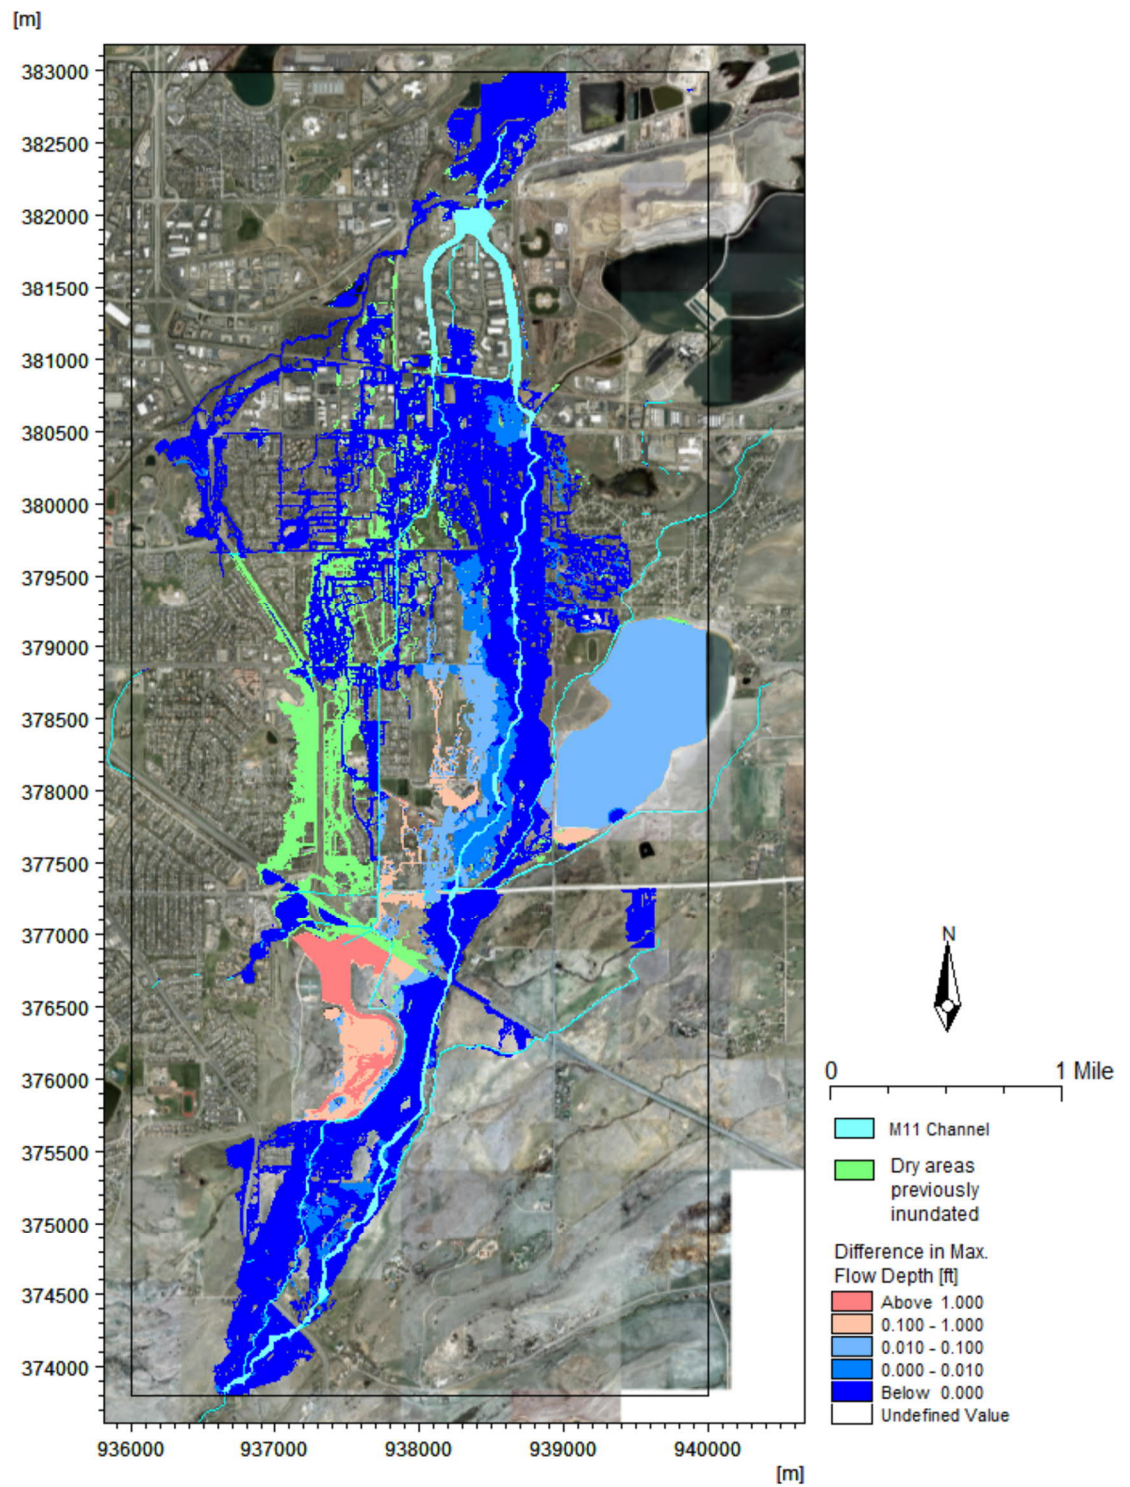 [m]
383000
382500
382000
381500
381000
380500
380000
379500
379000
378500
378000
377500
377000
376500
376000
375500
375000
374500
374000
936000 937000 938000 939000 940000
[m]
N
0 1 Mile
M11 Channel
Dry areas
previously
inundated
Difference in Max.
Flow Depth [ft]
Above 1.000
0.100 - 1.000
0.010 - 0.100
0.000 - 0.010
Below 0.000
Undefined Value